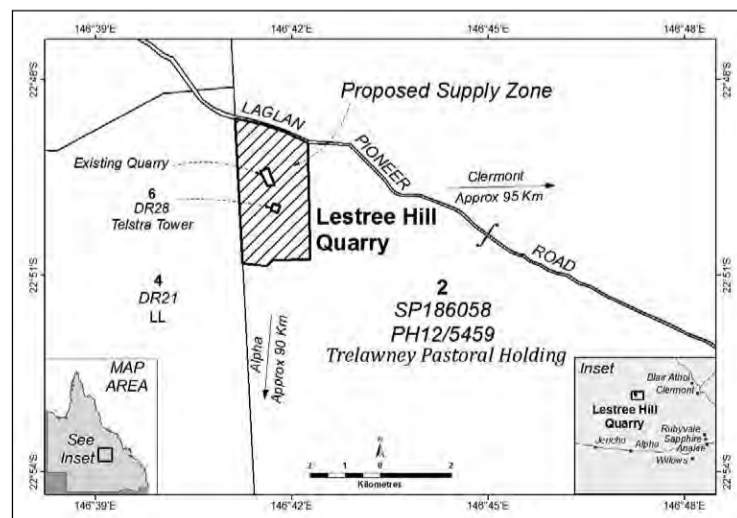 146°39'E
146°42'E
146°45'E
146°48'E
22°48'S
22°48'S
Proposed Supply Zone
LAGLAN
PIONEER
ROAD
Existing Quarry
Clermont
Approx 95 Km
6
DR28
Telstra Tower
Lestree Hill
Quarry
22°51'S
22°51'S
4
DR21
LL
2
SP186058
PH12/5459
Trelawney Pastoral Holding
Alpha
Approx 90 Km
MAP
AREA
See
Inset
Inset
Blair Athol
Clermont
Lestree Hill
Quarry
Rubyvale
Sapphire
Anakie
Jericho
Alpha
Willows
N
2 1 0 2
Kilometres
22°54'S
22°54'S
146°39'E
146°42'E
146°45'E
146°48'E